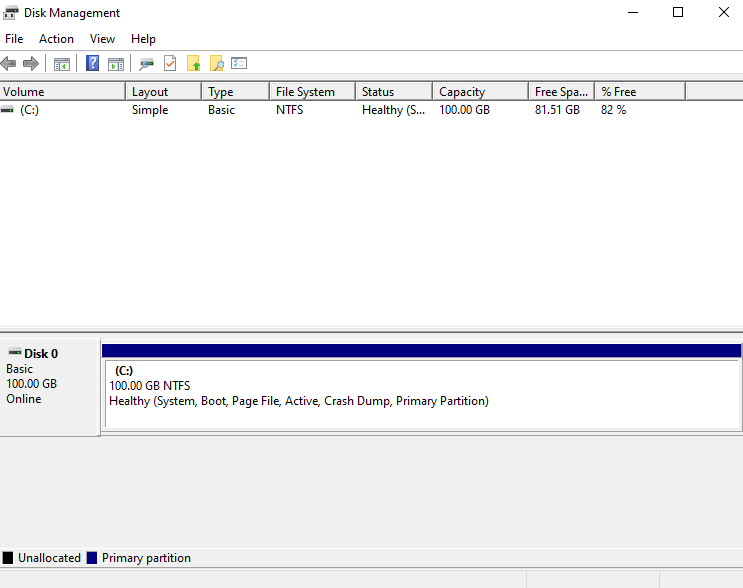 Disk Management
File Action View Help
Volume Layout Type File System Status Capacity Free Spa... % Free
(C:) Simple Basic NTFS Healthy (S... 100.00 GB 81.51 GB 82 %
Disk 0
Basic
100.00 GB
Online
(C:)
100.00 GB NTFS
Healthy (System, Boot, Page File, Active, Crash Dump, Primary Partition)
Unallocated Primary partition